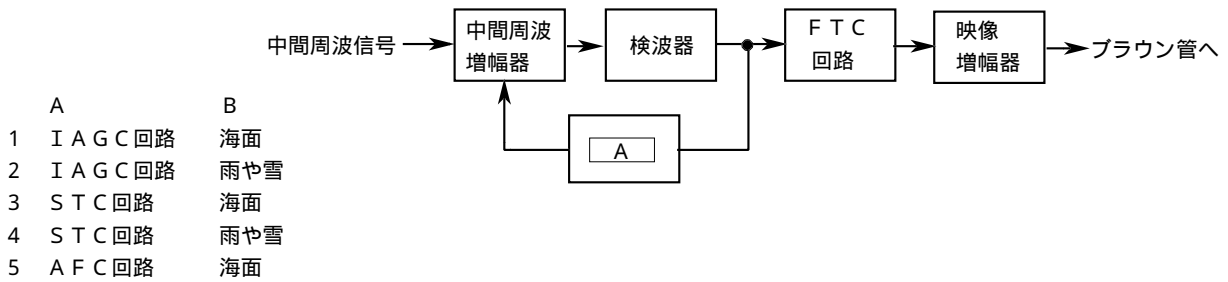 中間周波信号
中間周波
増幅器
検波器
ＦＴＣ
回路
映像
増幅器
ブラウン管へ
Ａ
Ａ Ｂ
1 ＩＡＧＣ回路 海面
2 ＩＡＧＣ回路 雨や雪
3 ＳＴＣ回路 海面
4 ＳＴＣ回路 雨や雪
5 ＡＦＣ回路 海面